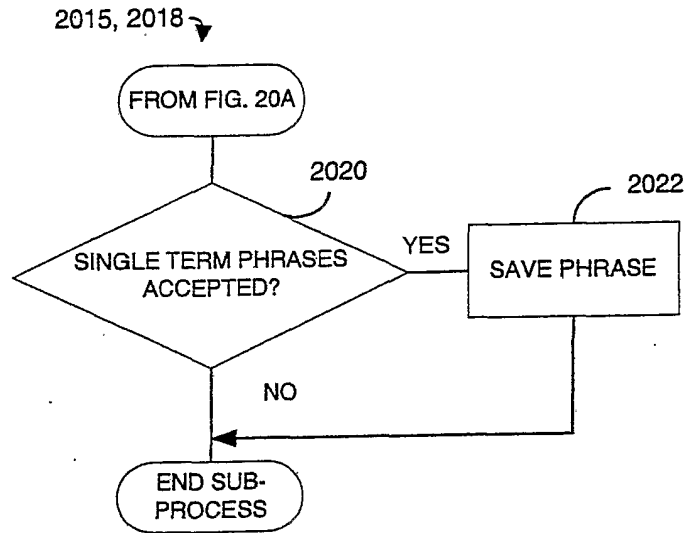 2015, 2018
FROM FIG. 20A
2020
2022
SINGLE TERM PHRASES
ACCEPTED?
YES
SAVE PHRASE
NO
END SUB-
PROCESS